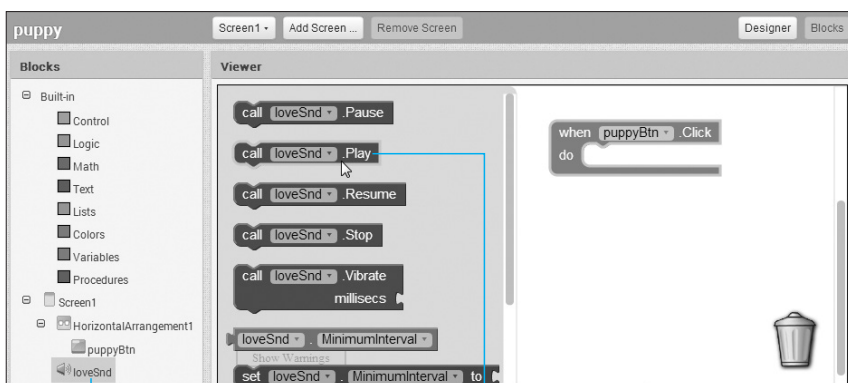 puppy
Screen1
Add Screen ...
Remove Screen
Designer
Blocks
Blocks
Viewer
Built-in
Control
Logic
Math
Text
Lists
Colors
Variables
Procedures
Screen1
HorizontalArrangement1
puppyBtn
loveSnd
call loveSnd .Pause
call loveSnd .Play
call loveSnd .Resume
call loveSnd .Stop
call loveSnd .Vibrate
millisecs
loveSnd . MinimumInterval
Show Warnings
set loveSnd . MinimumInterval to
when puppyBtn .Click
do